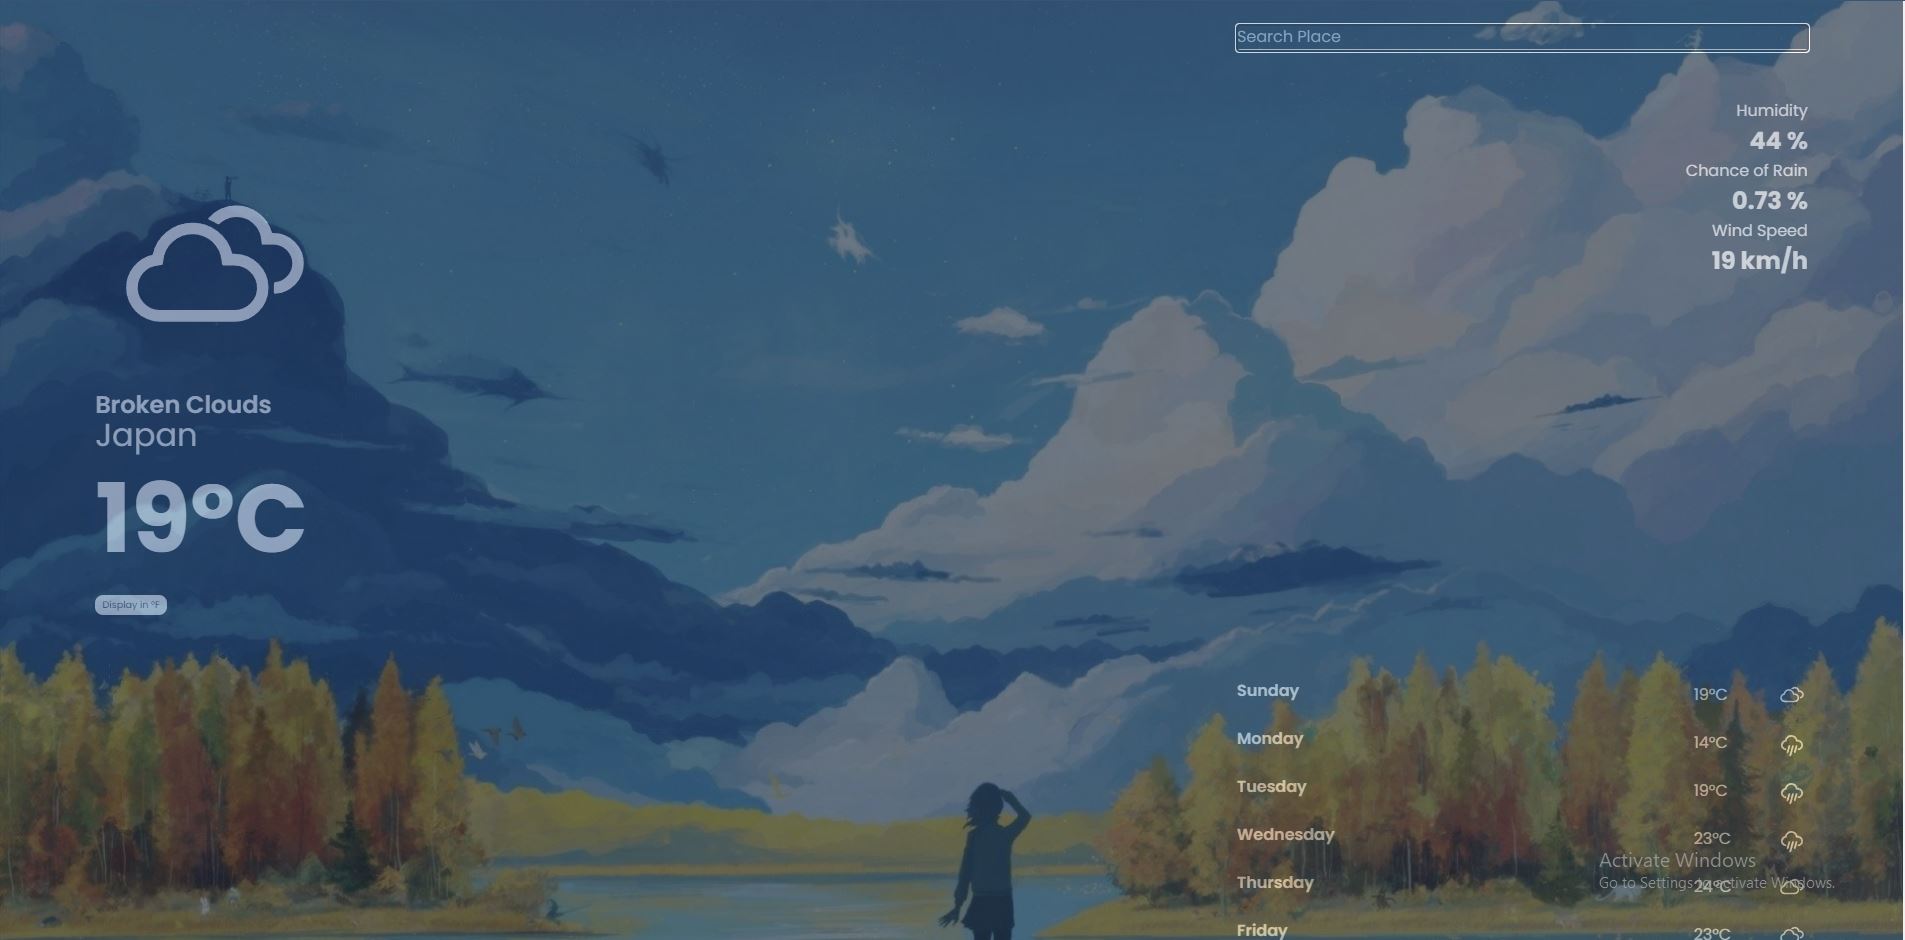 Search Place
Humidity
44 %
Chance of Rain
0.73 %
Wind Speed
19 km/h
Broken Clouds
Japan
19°C
Display in °F
Sunday 19°C
Monday 14°C
Tuesday 19°C
Wednesday 23°C
Activate Windows
Go to Settings to activate Windows.
Thursday 24°C
Friday 23°C